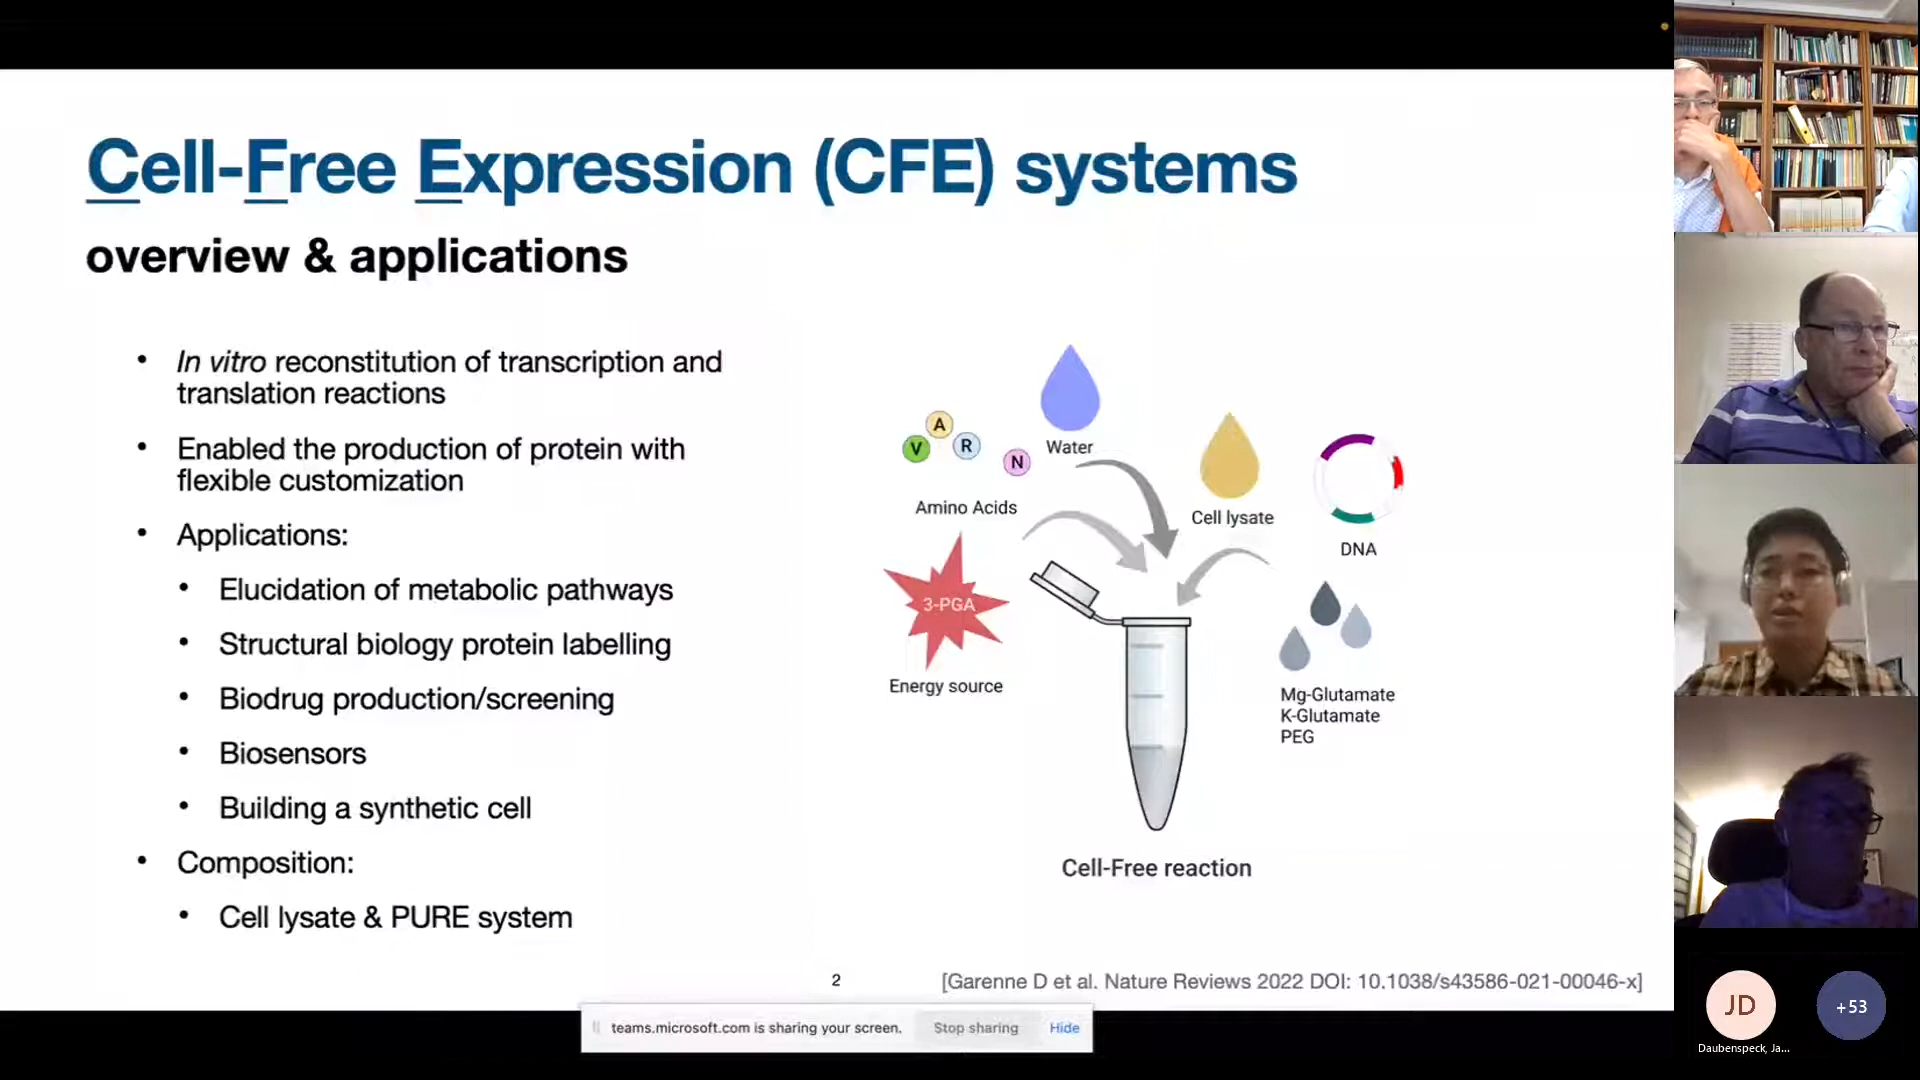 Cell-Free Expression (CFE) systems
overview & applications
• In vitro reconstitution of transcription and
translation reactions
• Enabled the production of protein with
flexible customization
• Applications:
• Elucidation of metabolic pathways
• Structural biology protein labelling
• Biodrug production/screening
• Biosensors
• Building a synthetic cell
• Composition:
• Cell lysate & PURE system
V
A
R
N
Amino Acids
Water
Cell lysate
DNA
3-PGA
Energy source
Mg-Glutamate
K-Glutamate
PEG
Cell-Free reaction
2
[Garenne D et al. Nature Reviews 2022 DOI: 10.1038/s43586-021-00046-x]
teams.microsoft.com is sharing your screen.
Stop sharing
Hide
JD
Daubenspeck, Ja...
+53